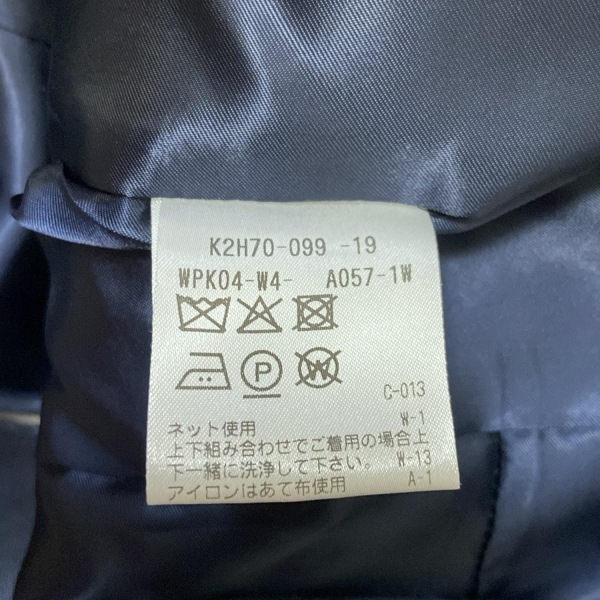 K2H70-099 -19
WPK04-W4- A057-1W
P W
C-013
ネット使用 W-1
上下組み合わせでご着用の場合上
下一緒に洗浄して下さい。 W-13
アイロンはあて布使用 A-1